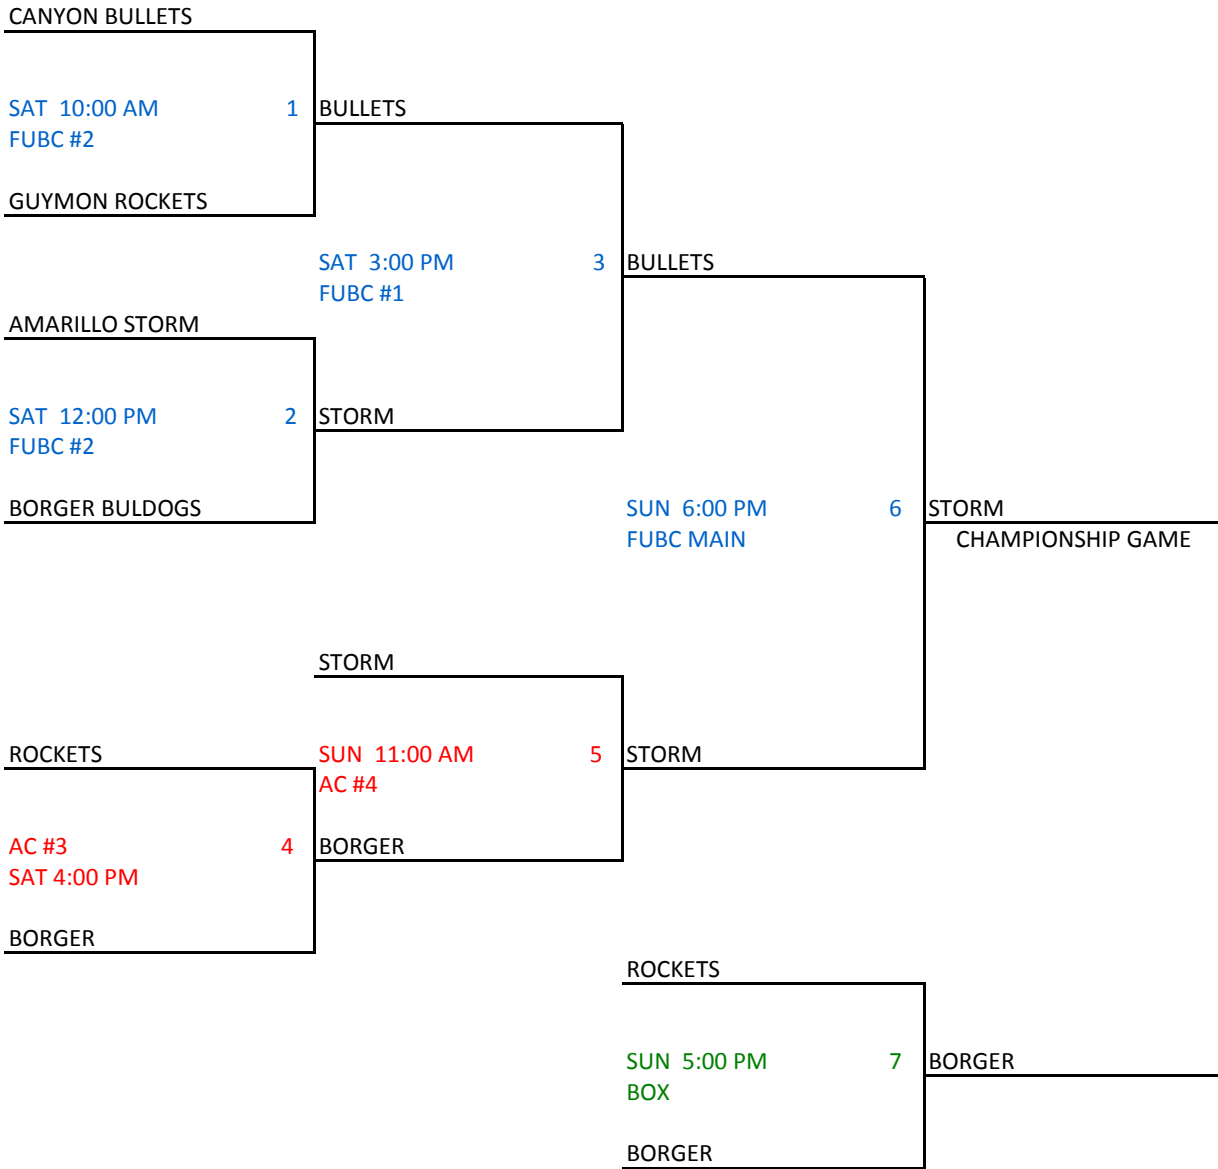 CANYON BULLETS
SAT 10:00 AM 1 BULLETS
FUBC #2
GUYMON ROCKETS
SAT 3:00 PM 3 BULLETS
FUBC #1
AMARILLO STORM
SAT 12:00 PM 2 STORM
FUBC #2
BORGER BULDOGS SUN 6:00 PM 6 STORM
FUBC MAIN CHAMPIONSHIP GAME
STORM
ROCKETS SUN 11:00 AM 5 STORM
AC #4
AC #3 4 BORGER
SAT 4:00 PM
BORGER
ROCKETS
SUN 5:00 PM 7 BORGER
BOX
BORGER